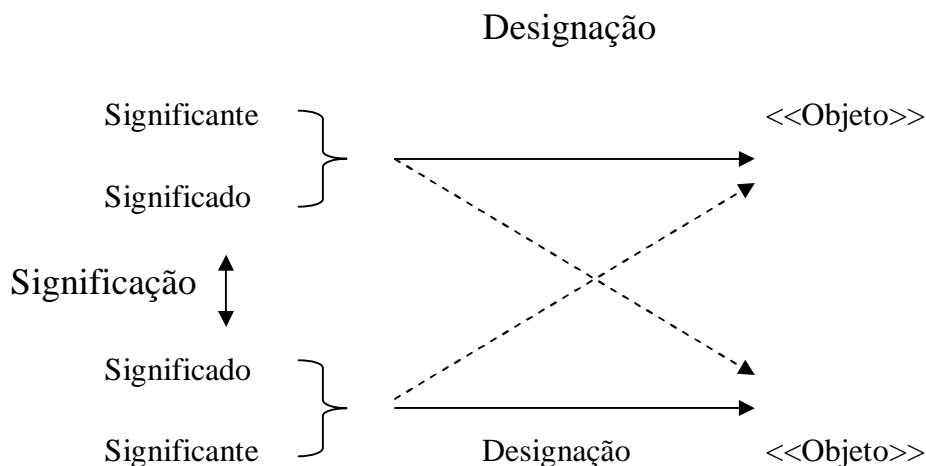 Designação
Significante <<Objeto>>
Significado
Significação
Significado
Significante Designação <<Objeto>>